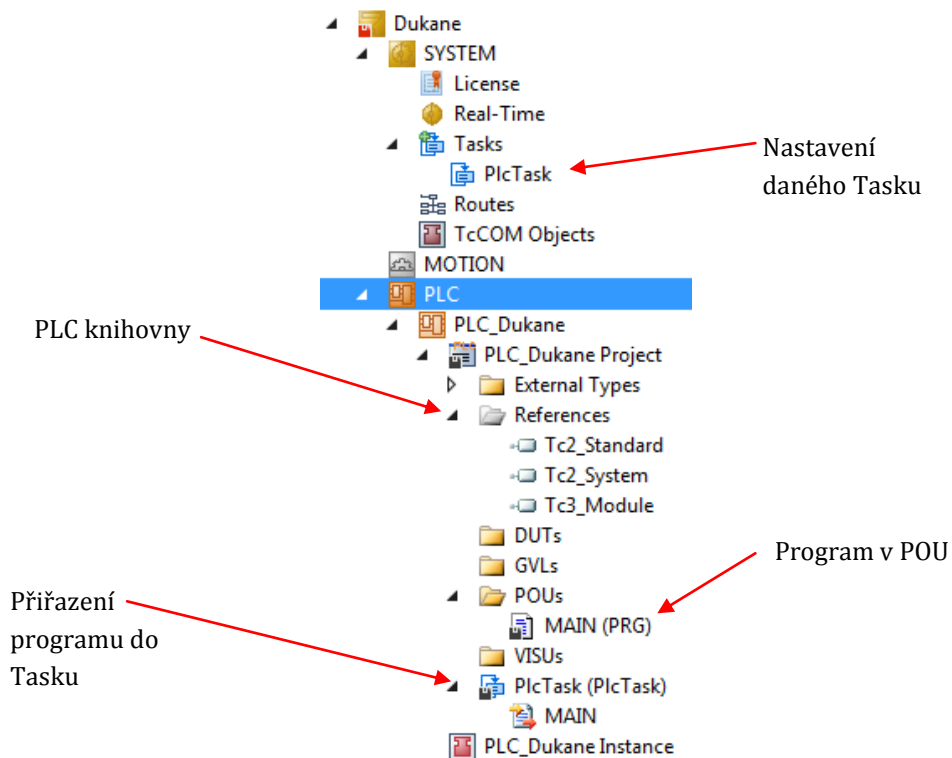 Dukane
SYSTEM
License
Real-Time
Tasks
PlcTask
Nastavení
daného Tasku
Routes
TcCOM Objects
MOTION
PLC
PLC knihovny
PLC_Dukane
PLC_Dukane Project
External Types
References
Tc2_Standard
Tc2_System
Tc3_Module
DUTs
GVLs
Program v POU
POUs
MAIN (PRG)
Přiřazení
programu do
Tasku
VISUs
PlcTask (PlcTask)
MAIN
PLC_Dukane Instance